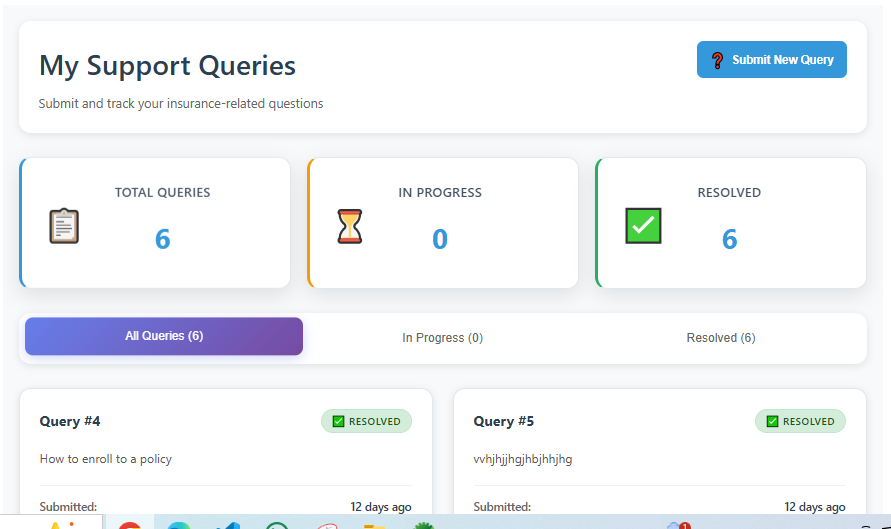 My Support Queries
Submit New Query
Submit and track your insurance-related questions
TOTAL QUERIES
6
IN PROGRESS
0
RESOLVED
6
All Queries (6)
In Progress (0)
Resolved (6)
Query #4
RESOLVED
How to enroll to a policy
Submitted:
12 days ago
Query #5
RESOLVED
vvhjhjjhgjhbjhhjhg
Submitted:
12 days ago
1